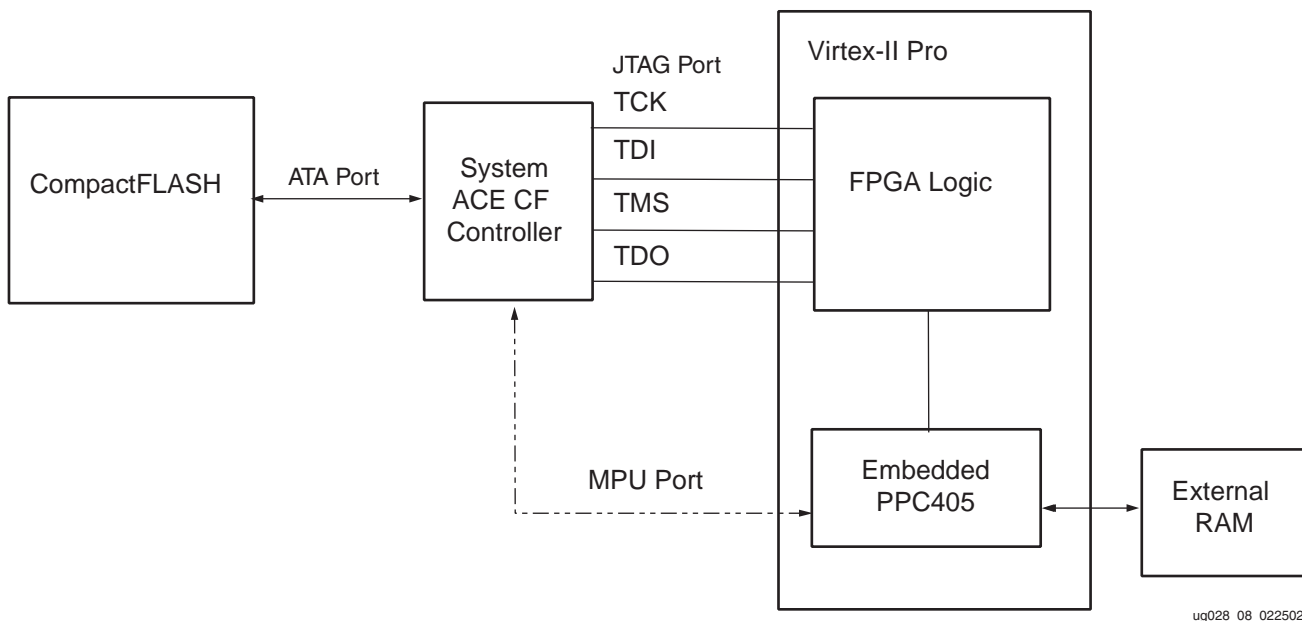 Virtex-II Pro
JTAG Port
TCK
TDI
TMS
TDO
CompactFLASH
ATA Port
System
ACE CF
Controller
FPGA Logic
MPU Port
Embedded
PPC405
External
RAM
ug028_08_022502